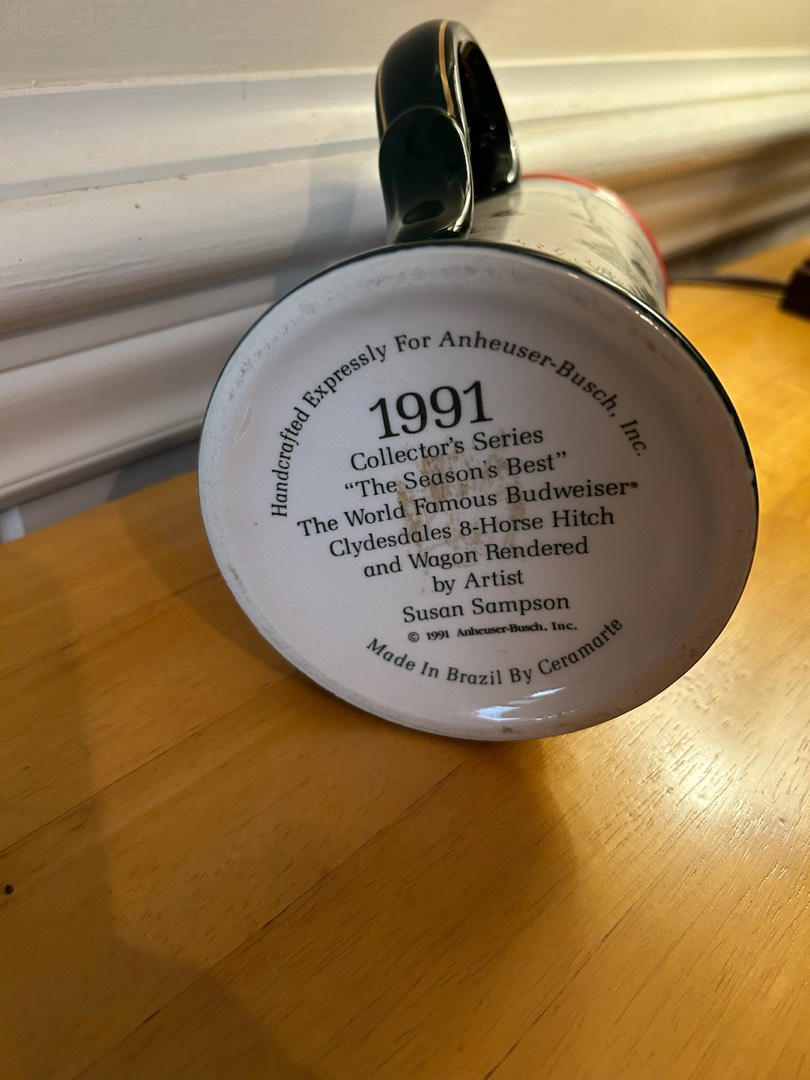 Handcrafted Expressly For Anheuser-Busch, Inc.
1991
Collector's Series
"The Season's Best"
The World Famous Budweiser®
Clydesdales 8-Horse Hitch
and Wagon Rendered
by Artist
Susan Sampson
© 1991 Anheuser-Busch, Inc.
Made In Brazil By Ceramarte